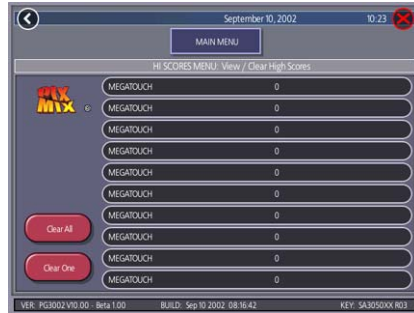 September 10, 2002 10:23
MAIN MENU
HI SCORES MENU: View / Clear High Scores
PIX MIX
MEGATOUCH 0
MEGATOUCH 0
MEGATOUCH 0
MEGATOUCH 0
MEGATOUCH 0
MEGATOUCH 0
MEGATOUCH 0
MEGATOUCH 0
MEGATOUCH 0
MEGATOUCH 0
Clear All
Clear One
VER: PG3002 V10.00 - Beta 1.00 BUILD: Sep 10 2002 08:16:42 KEY: SA3050XX R03